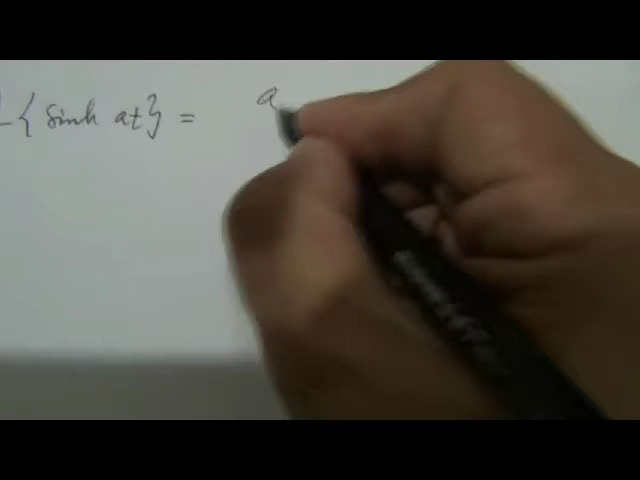 L{sinh at} = a